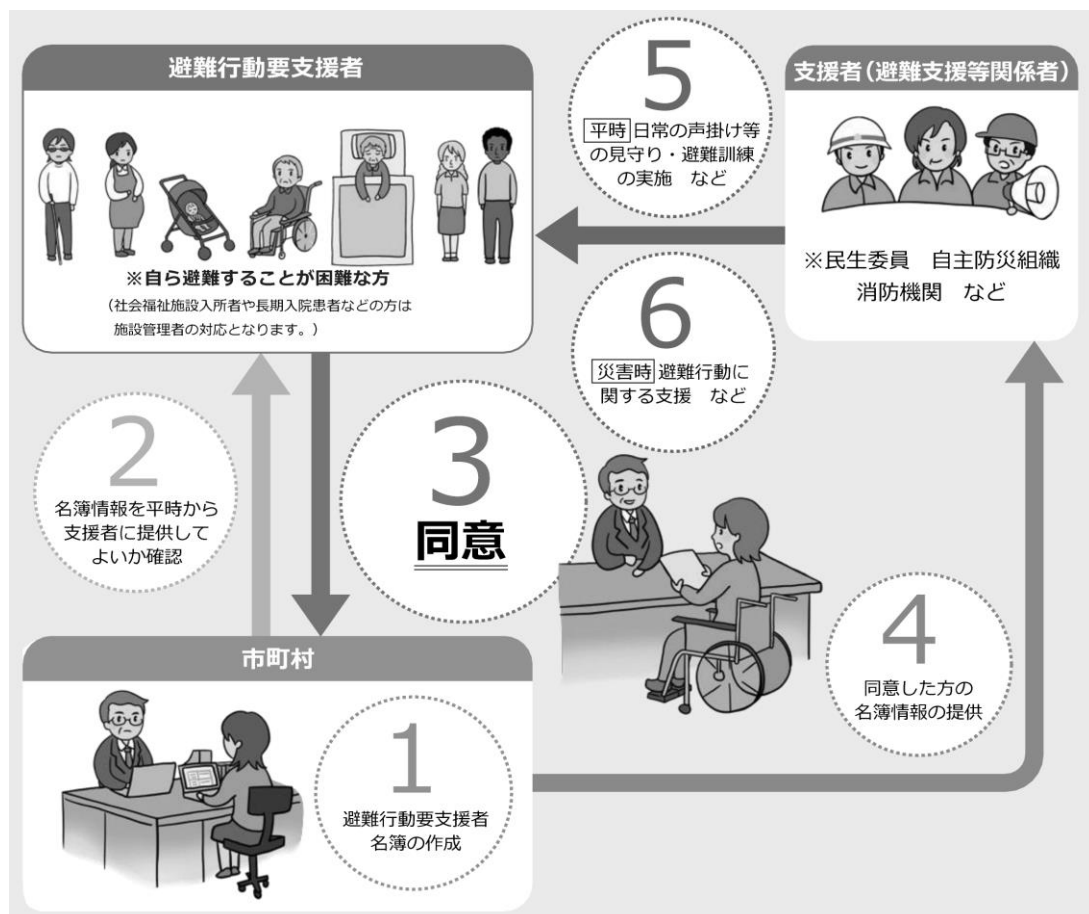 避難行動要支援者
※自ら避難することが困難な方
（社会福祉施設入所者や長期入院患者などの方は
施設管理者の対応となります。）
5
平時 日常の声掛け等
の見守り・避難訓練
の実施　など
支援者（避難支援等関係者）
※民生委員　自主防災組織
消防機関　など
6
災害時 避難行動に
関する支援　など
2
名簿情報を平時から
支援者に提供して
よいか確認
3
同意
4
同意した方の
名簿情報の提供
市町村
1
避難行動要支援者
名簿の作成